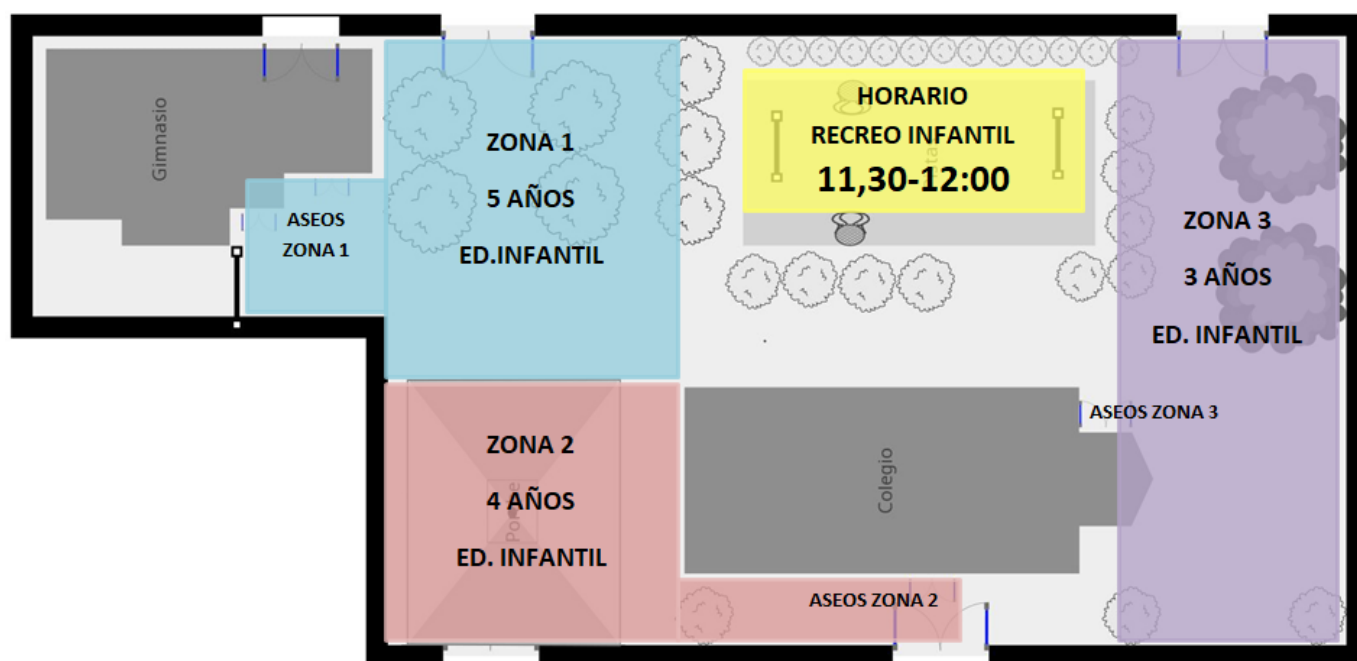 Gimnasio
ASEOS
ZONA 1
ZONA 1
5 AÑOS
ED.INFANTIL
HORARIO
RECREO INFANTIL
11,30-12:00
ZONA 3
3 AÑOS
ED. INFANTIL
ASEOS ZONA 3
ZONA 2
4 AÑOS
ED. INFANTIL
Colegio
ASEOS ZONA 2